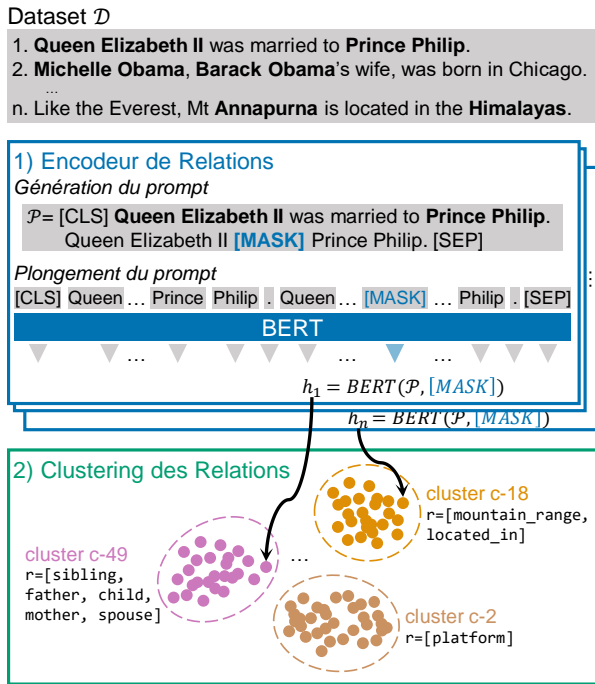 Dataset 𝒟
1. Queen Elizabeth II was married to Prince Philip.
2. Michelle Obama, Barack Obama's wife, was born in Chicago.
...
n. Like the Everest, Mt Annapurna is located in the Himalayas.
1) Encodeur de Relations
Génération du prompt
𝒫= [CLS] Queen Elizabeth II was married to Prince Philip.
Queen Elizabeth II [MASK] Prince Philip. [SEP]
Plongement du prompt
[CLS] Queen ... Prince Philip . Queen ... [MASK] ... Philip . [SEP]
BERT
... ... ...
h₁ = BERT(𝒫, [MASK])
hₙ = BERT(𝒫, [MASK])
...
2) Clustering des Relations
cluster c-18
r=[mountain_range,
located_in]
cluster c-49
r=[sibling,
father, child,
mother, spouse]
...
cluster c-2
r=[platform]